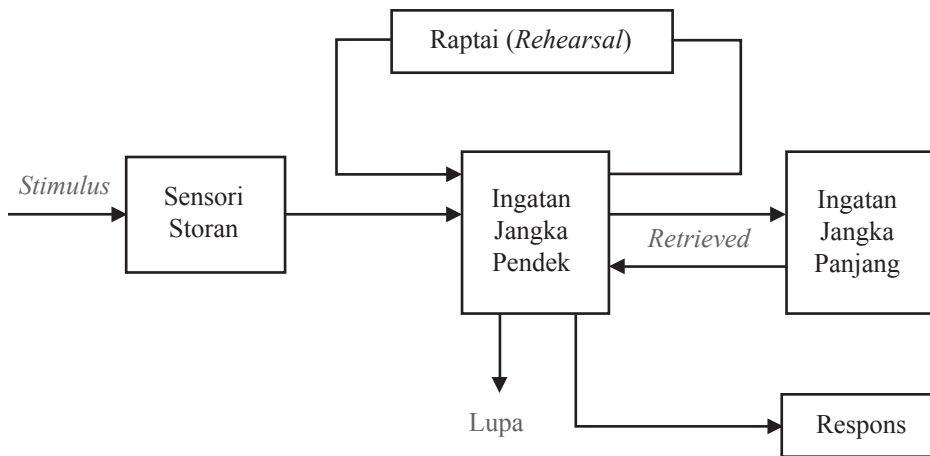 Raptai (Rehearsal)
Stimulus
Sensori
Storan
Ingatan
Jangka
Pendek
Retrieved
Ingatan
Jangka
Panjang
Lupa
Respons